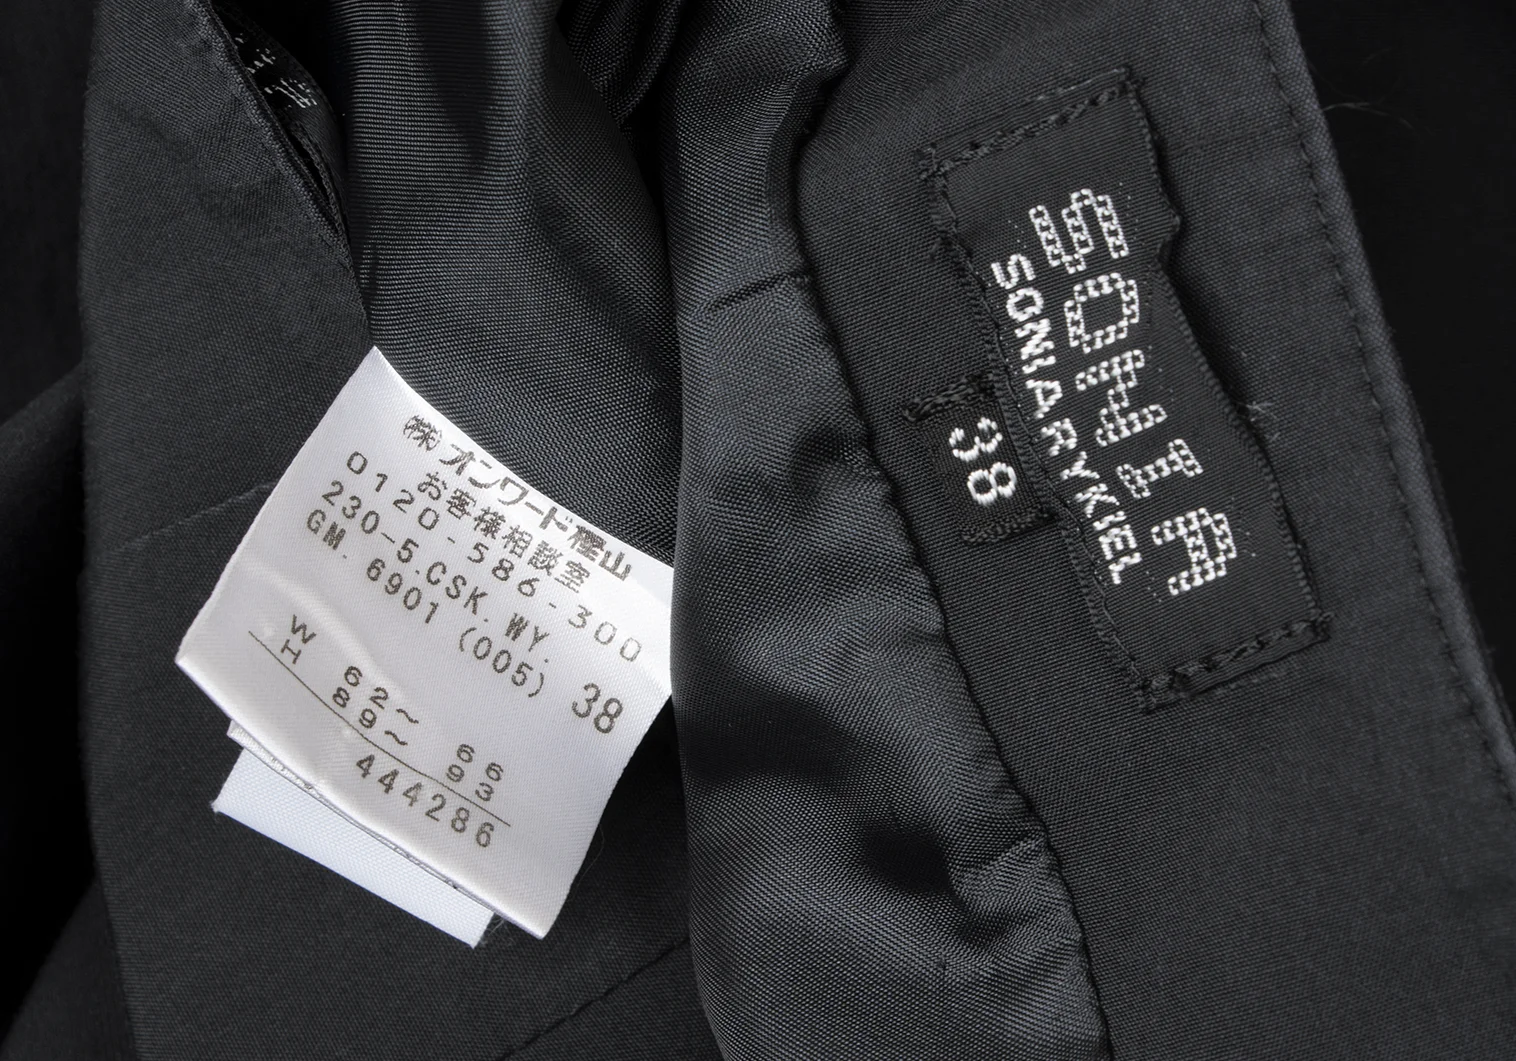 ㈱オンワード樫山
お客様相談室
0120-586-300
230-5.CSK.WY.
GM. 6901 (005) 38
W 62~66
H 89~93
444286
SONIA
SONIA RYKIEL
38